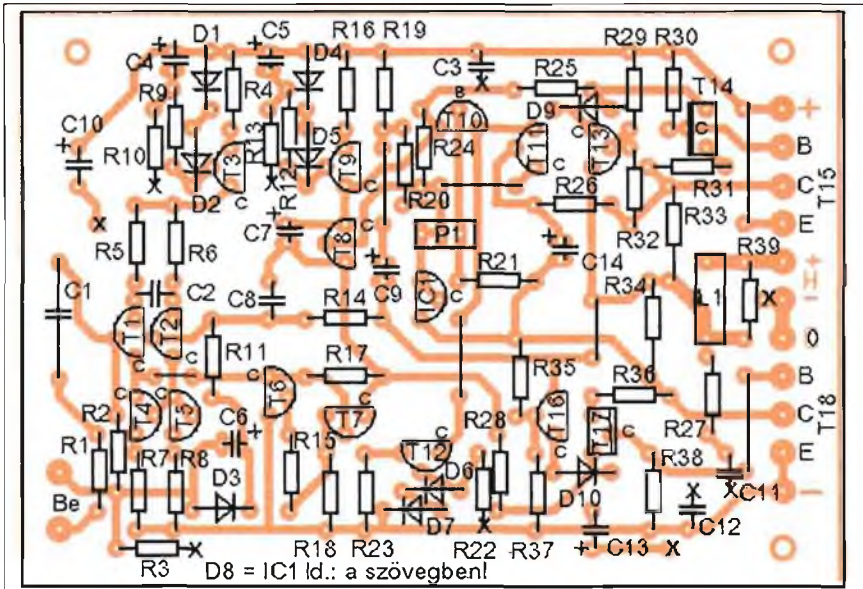 D1 C5 D4 R16 R19 R29 R30
C4 C3 R25 T14
R9 R4 B D9 +
C10 R13 D5 T10 T11 T13 C B
R10 T3 T9 R24 C C
R12 R20 R31
D2 C C R26 C T15
C7 P1 R32 R33 E
R5 R6 T8 C14 R39 +
C1 C2 C8 C9 IC1 C R21 H
R14 R34 L1 -
T1 T2 0
C C R11 R17 R35 R36 B
T4 T5 T6 T16 C C
R2 C6 T7 R28 T17 C R27 T18
R1 R7 R8 R15 C T12 C R38 E
Be D3 D6 D10 C11 -
D7 C12
R18 R23 R22 R37 C13
R3 D8 = IC1 ld.: a szövegben!